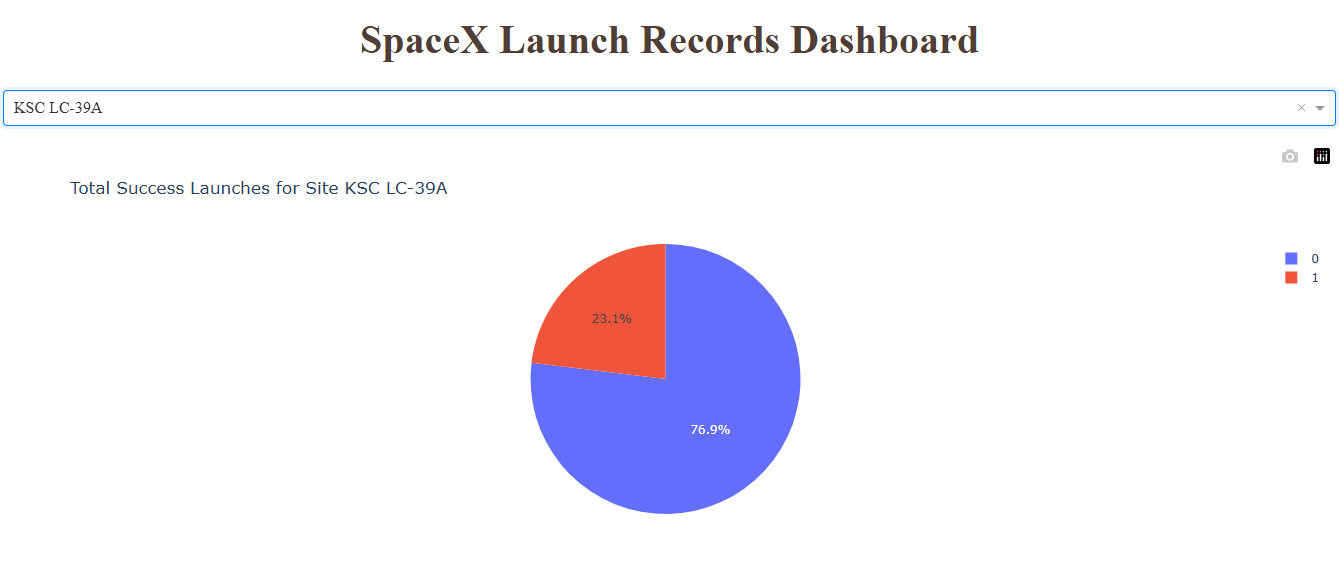 SpaceX Launch Records Dashboard
KSC LC-39A
Total Success Launches for Site KSC LC-39A
0
1
23.1%
76.9%